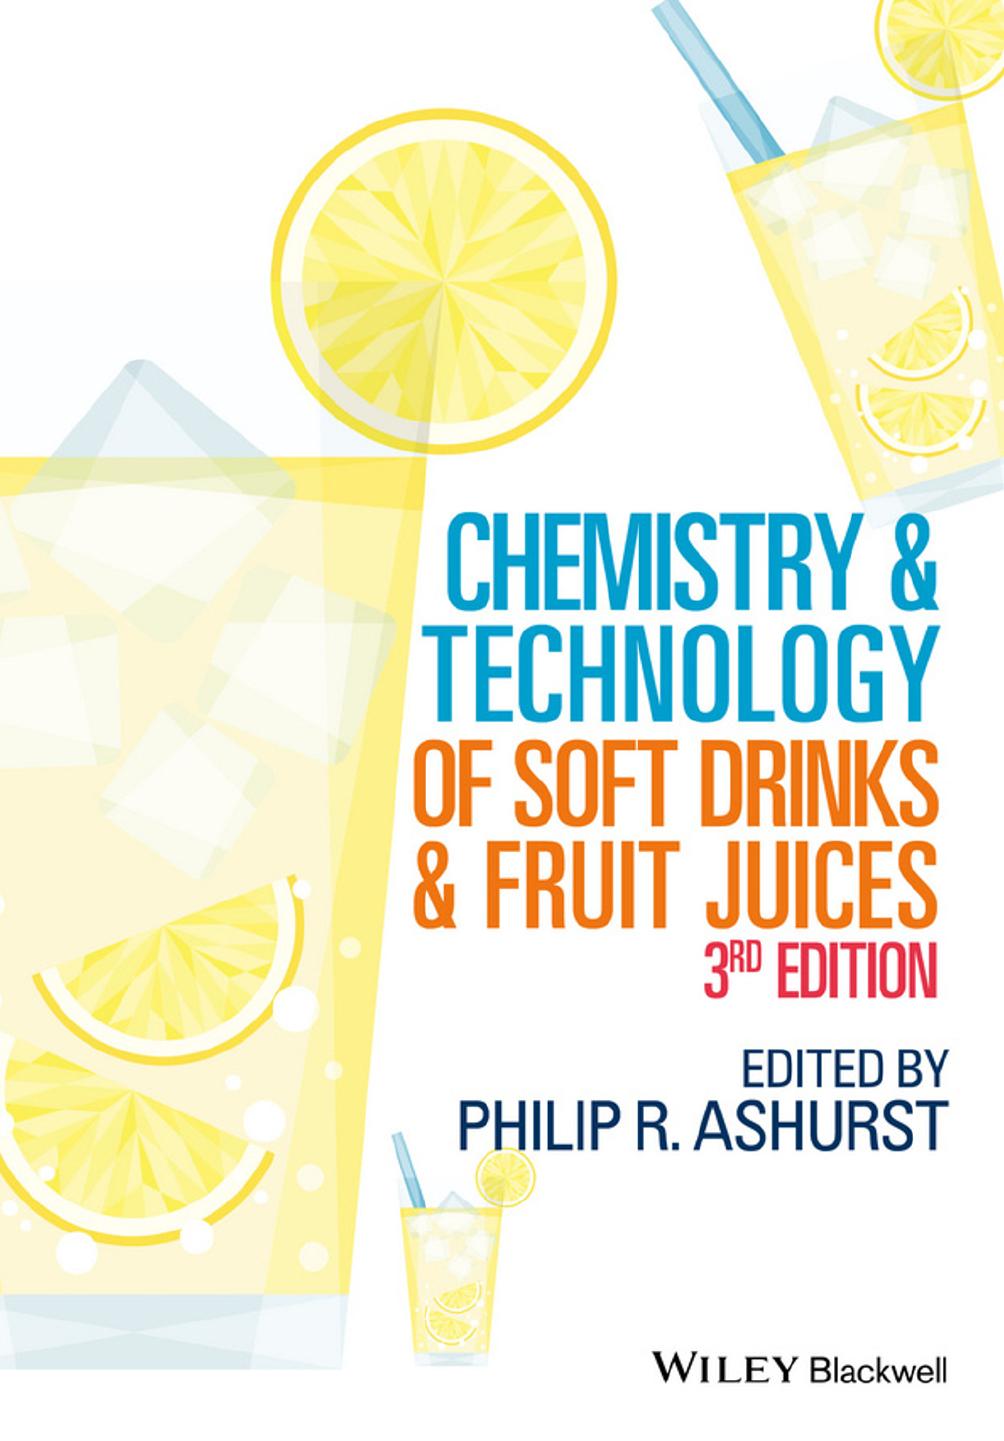 CHEMISTRY &
TECHNOLOGY
OF SOFT DRINKS
& FRUIT JUICES
3RD EDITION
EDITED BY
PHILIP R. ASHURST
WILEY Blackwell